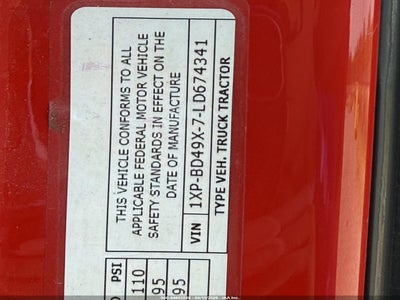 THIS VEHICLE CONFORMS TO ALL
APPLICABLE FEDERAL MOTOR VEHICLE
SAFETY STANDARDS IN EFFECT ON THE
DATE OF MANUFACTURE
VIN 1XP-BD49X-7-LD674341
TYPE VEH. TRUCK TRACTOR
PSI
110
95
95